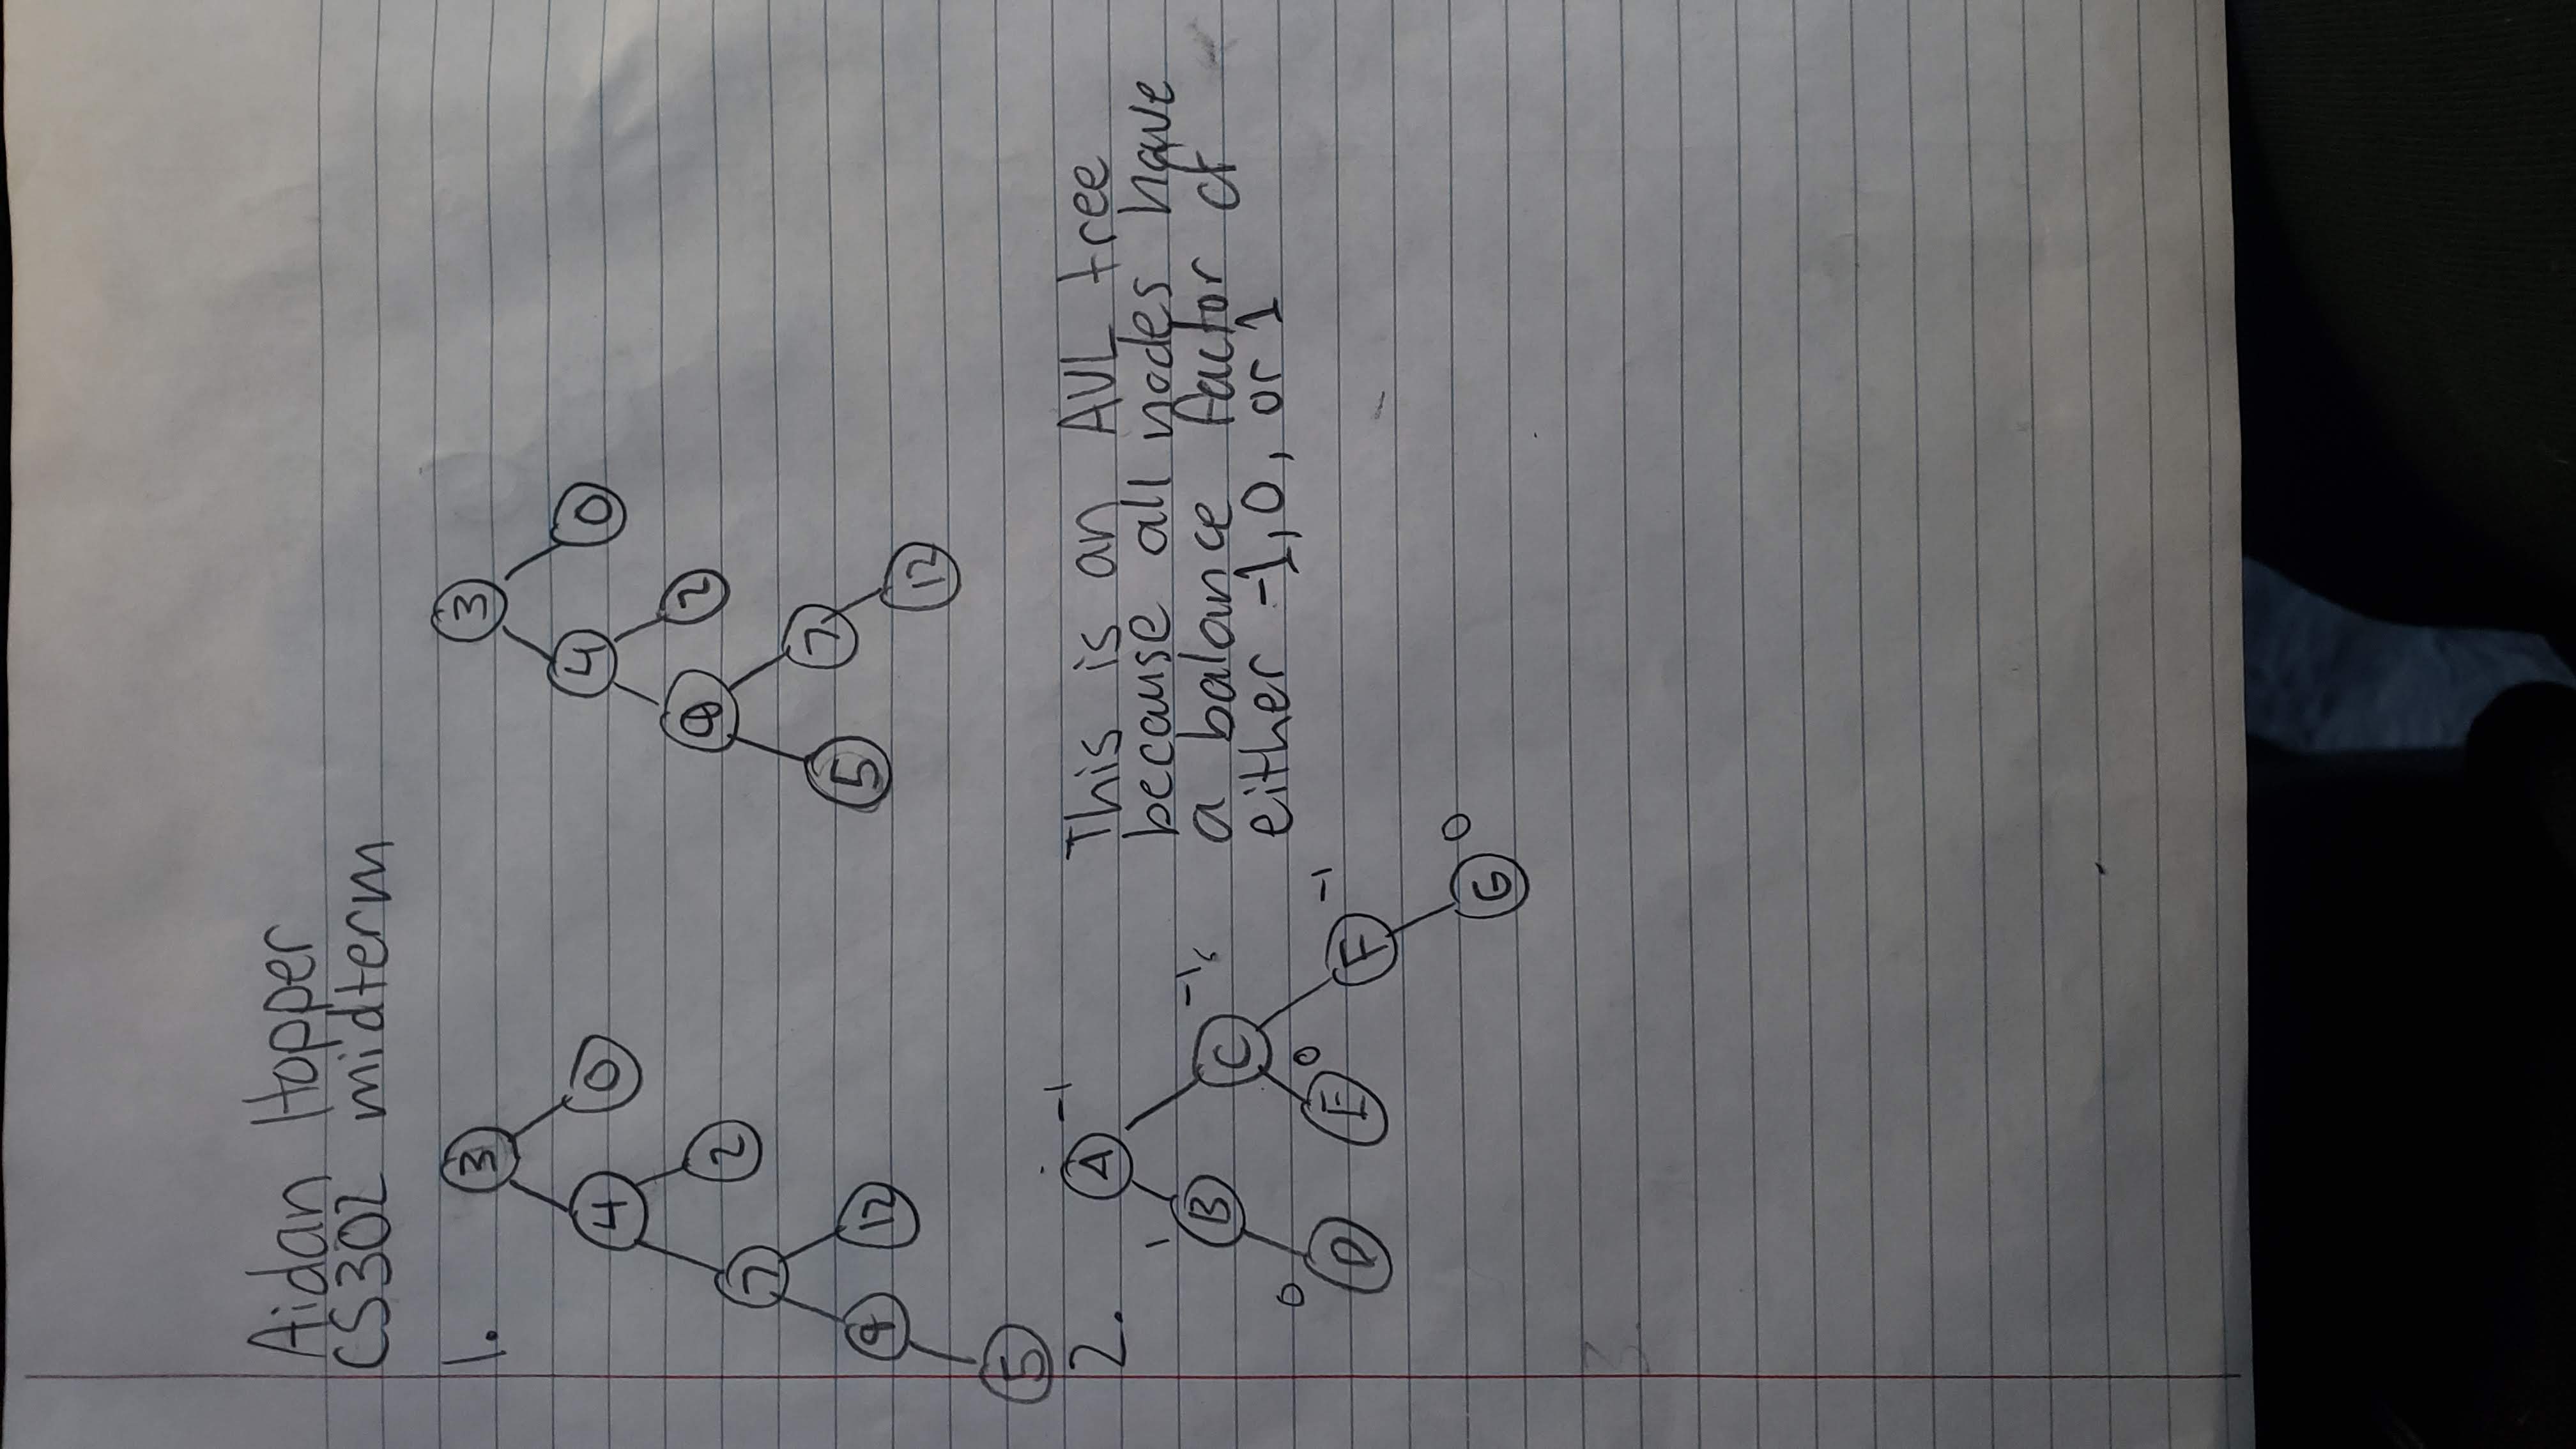 Aidan Hopper
CS302 midterm
1.
3
3
4
0
4
0
7
2
2
5
7
12
12
5
2.
A -1
This is an AVL tree
because all nodes have
1
B
C -1
a balance factor of
either -1, 0, or 1
0
D
E 0
F -1
G 0
3.